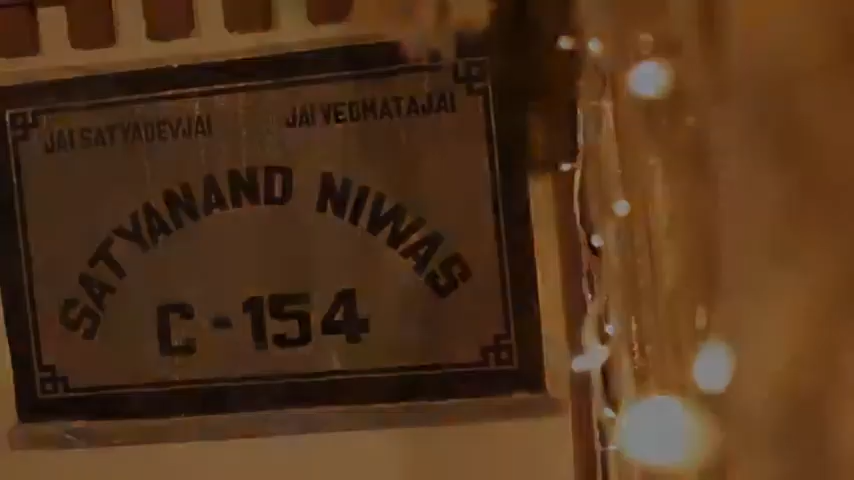 JAI SATYADEVJAI JAI VEDMATAJAI
SATYANAND NIWAS
C-154